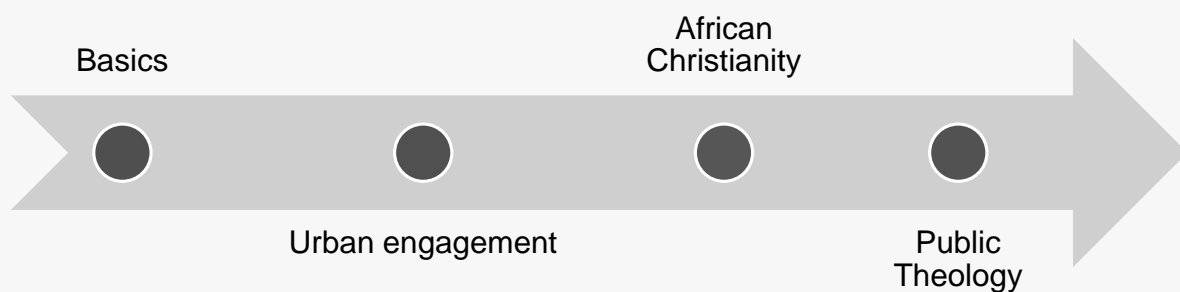 Basics
Urban engagement
African
Christianity
Public
Theology